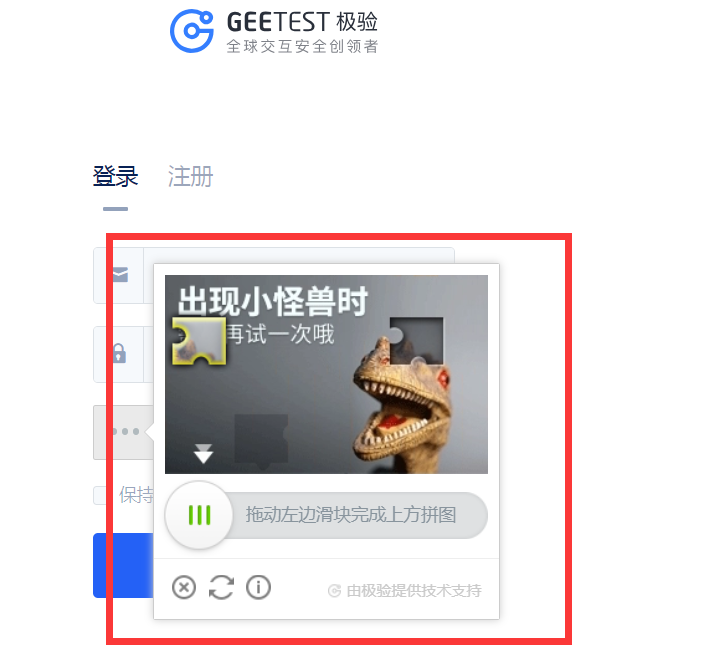 GEETEST 极验
全球交互安全创领者
登录 注册
出现小怪兽时
再试一次哦
保持
拖动左边滑块完成上方拼图
由极验提供技术支持